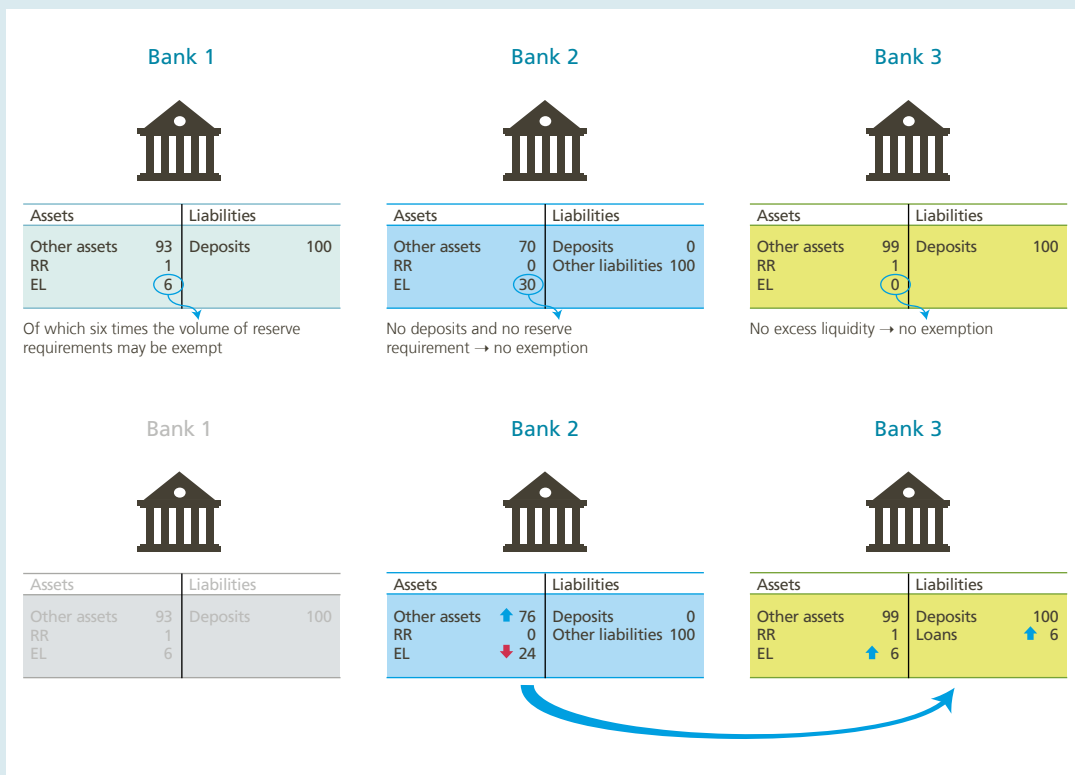 Bank 1
Bank 2
Bank 3
Assets Liabilities
Other assets 93 Deposits 100
RR 1
EL 6
Of which six times the volume of reserve
requirements may be exempt
Assets Liabilities
Other assets 70 Deposits 0
RR 0 Other liabilities 100
EL 30
No deposits and no reserve
requirement → no exemption
Assets Liabilities
Other assets 99 Deposits 100
RR 1
EL 0
No excess liquidity → no exemption
Bank 1
Bank 2
Bank 3
Assets Liabilities
Other assets 93 Deposits 100
RR 1
EL 6
Assets Liabilities
Other assets 76 Deposits 0
RR 0 Other liabilities 100
EL 24
Assets Liabilities
Other assets 99 Deposits 100
RR 1 Loans 6
EL 6